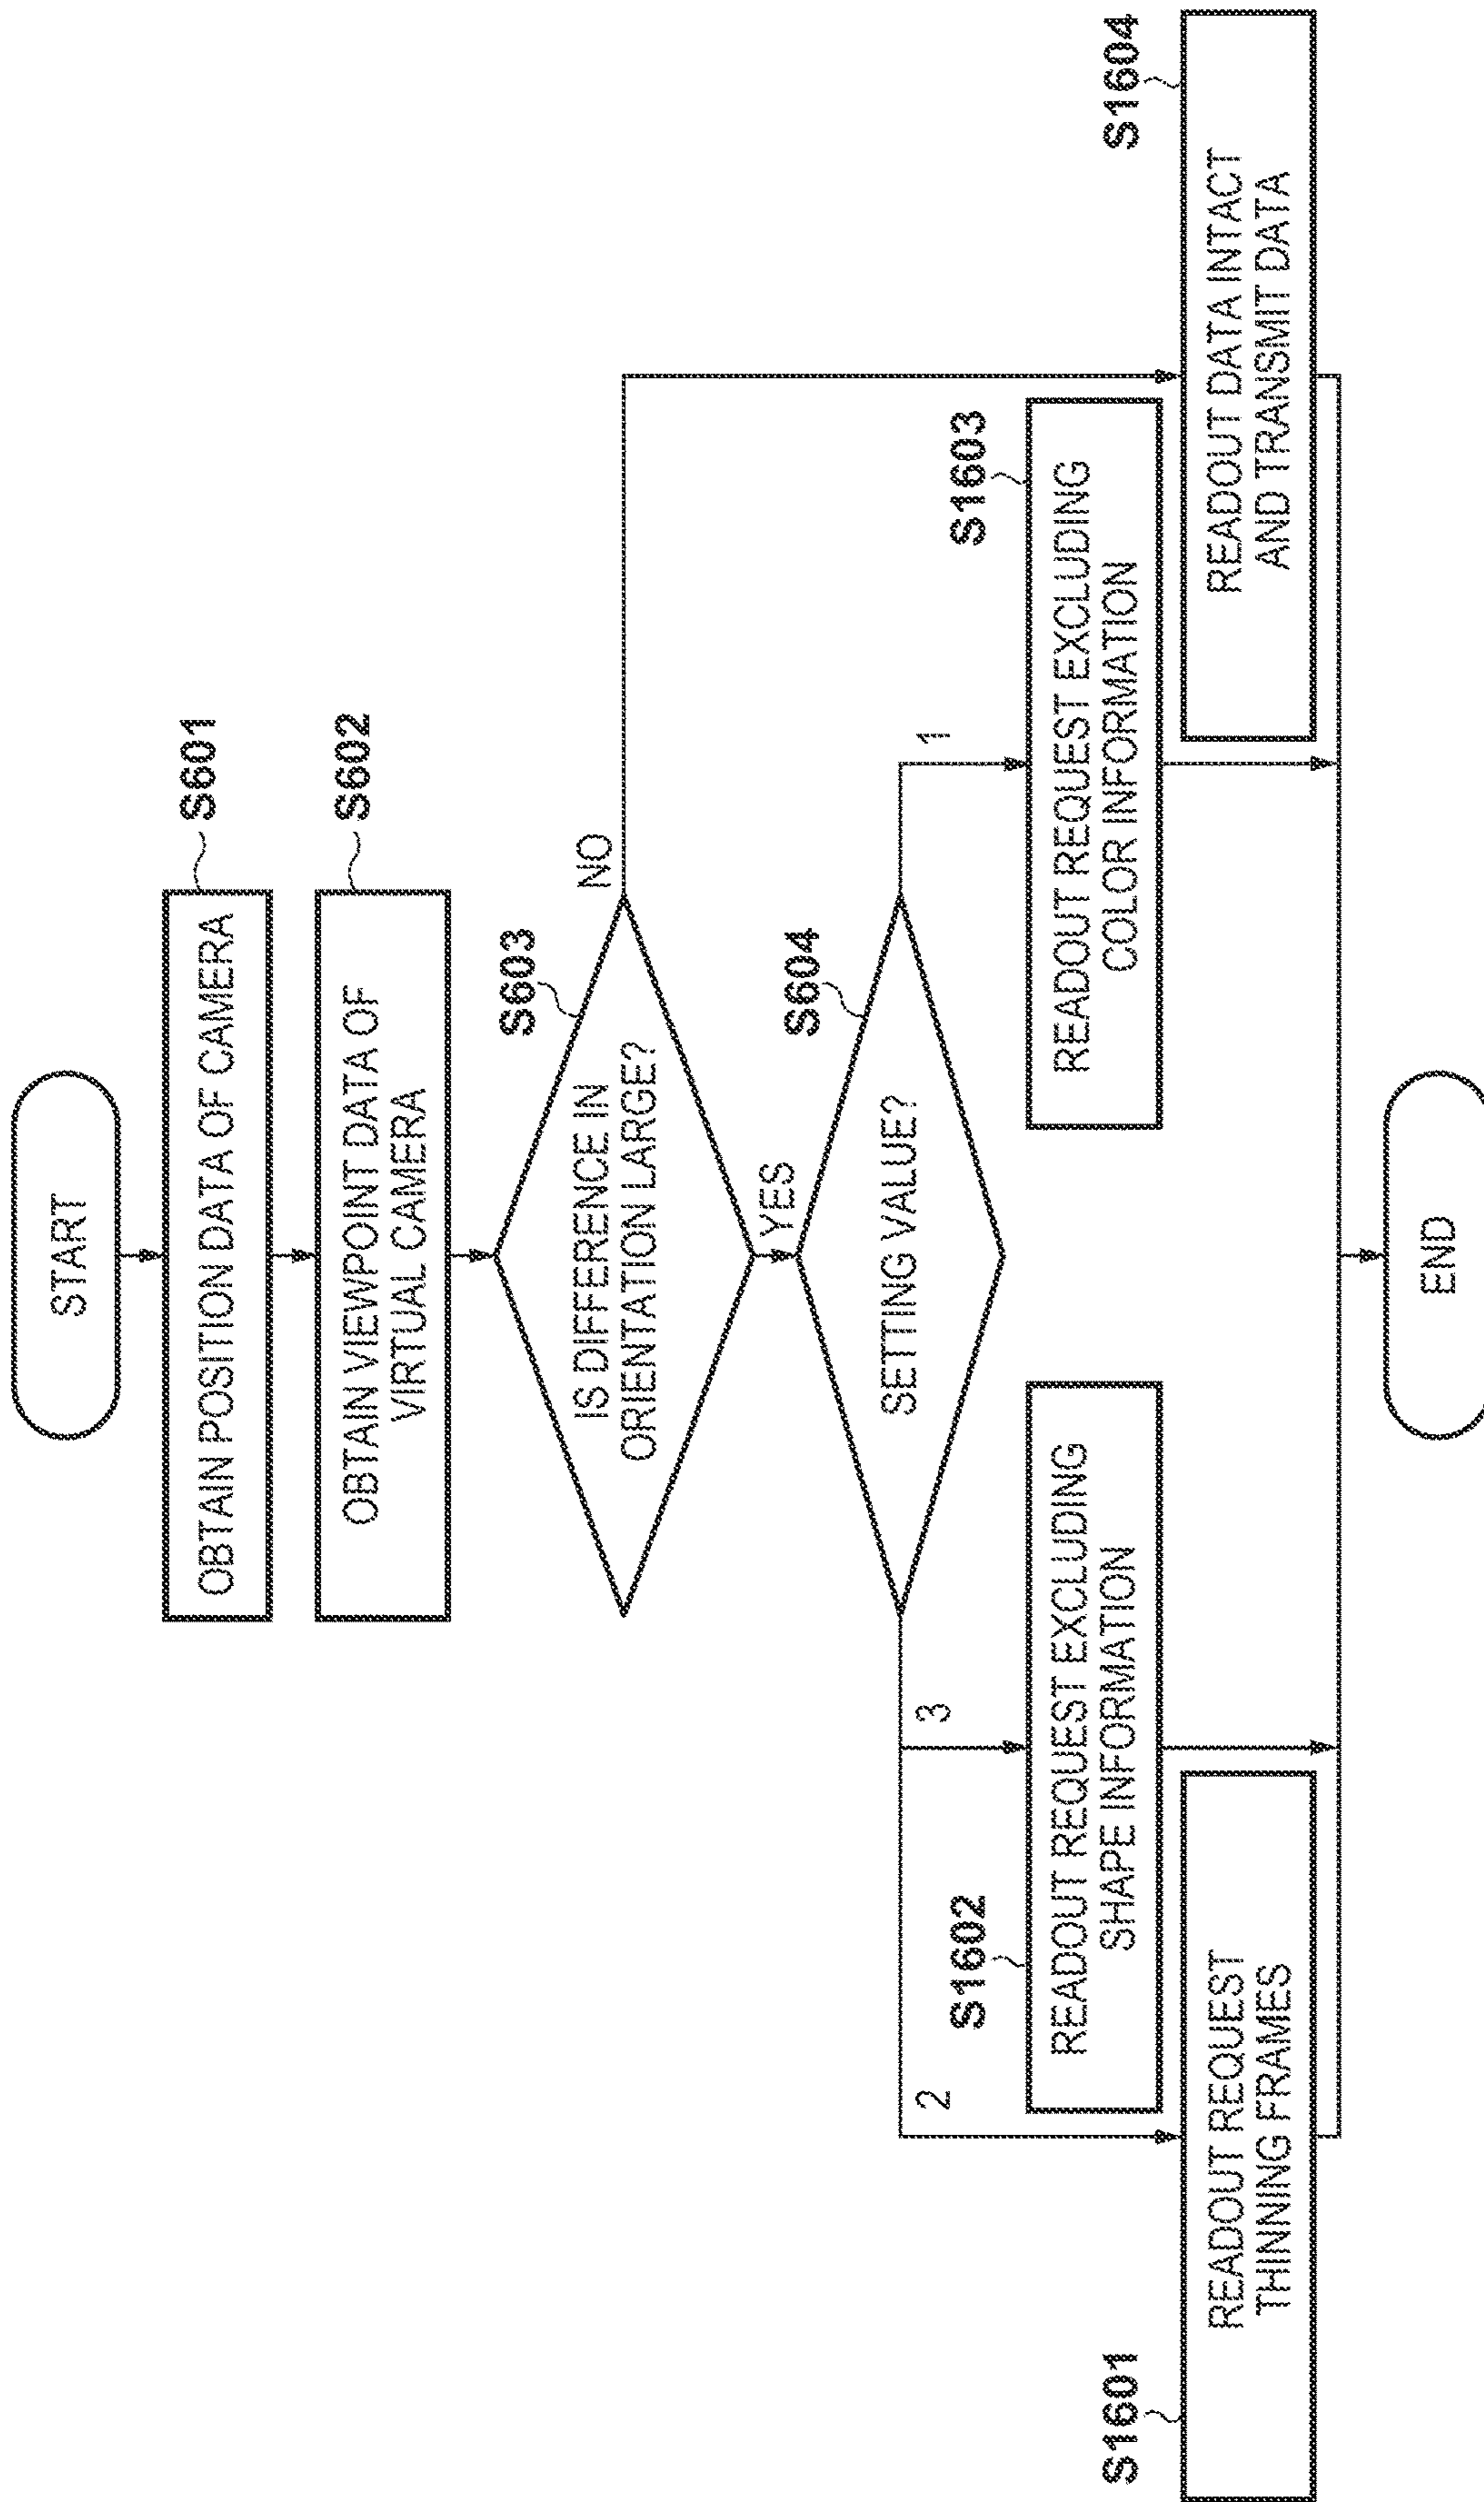 START
S601
OBTAIN POSITION DATA OF CAMERA
S602
OBTAIN VIEWPOINT DATA OF
VIRTUAL CAMERA
S603
IS DIFFERENCE IN
ORIENTATION LARGE?
NO
YES
S604
SETTING VALUE?
2
3
1
S1602
READOUT REQUEST EXCLUDING
SHAPE INFORMATION
S1603
READOUT REQUEST EXCLUDING
COLOR INFORMATION
S1601
READOUT REQUEST
THINNING FRAMES
S1604
READOUT DATA INTACT
AND TRANSMIT DATA
END